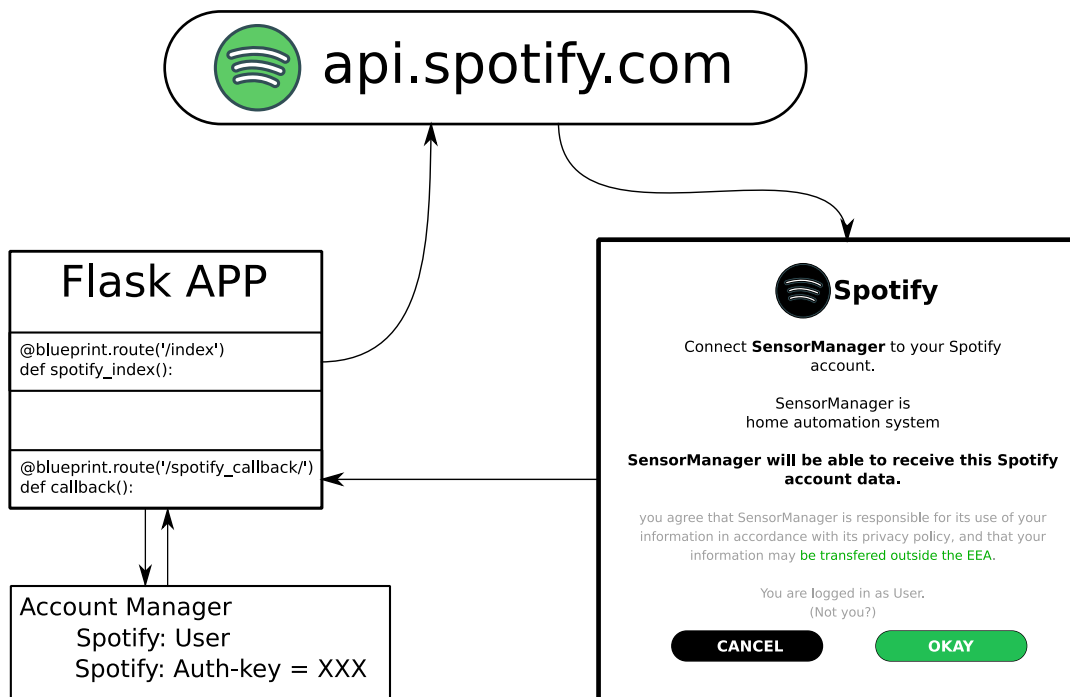 api.spotify.com
Flask APP
@blueprint.route('/index')
def spotify_index():
@blueprint.route('/spotify_callback/')
def callback():
Account Manager
Spotify: User
Spotify: Auth-key = XXX
Spotify
Connect SensorManager to your Spotify
account.
SensorManager is
home automation system
SensorManager will be able to receive this Spotify
account data.
you agree that SensorManager is responsible for its use of your
information in accordance with its privacy policy, and that your
information may be transfered outside the EEA.
You are logged in as User.
(Not you?)
CANCEL
OKAY